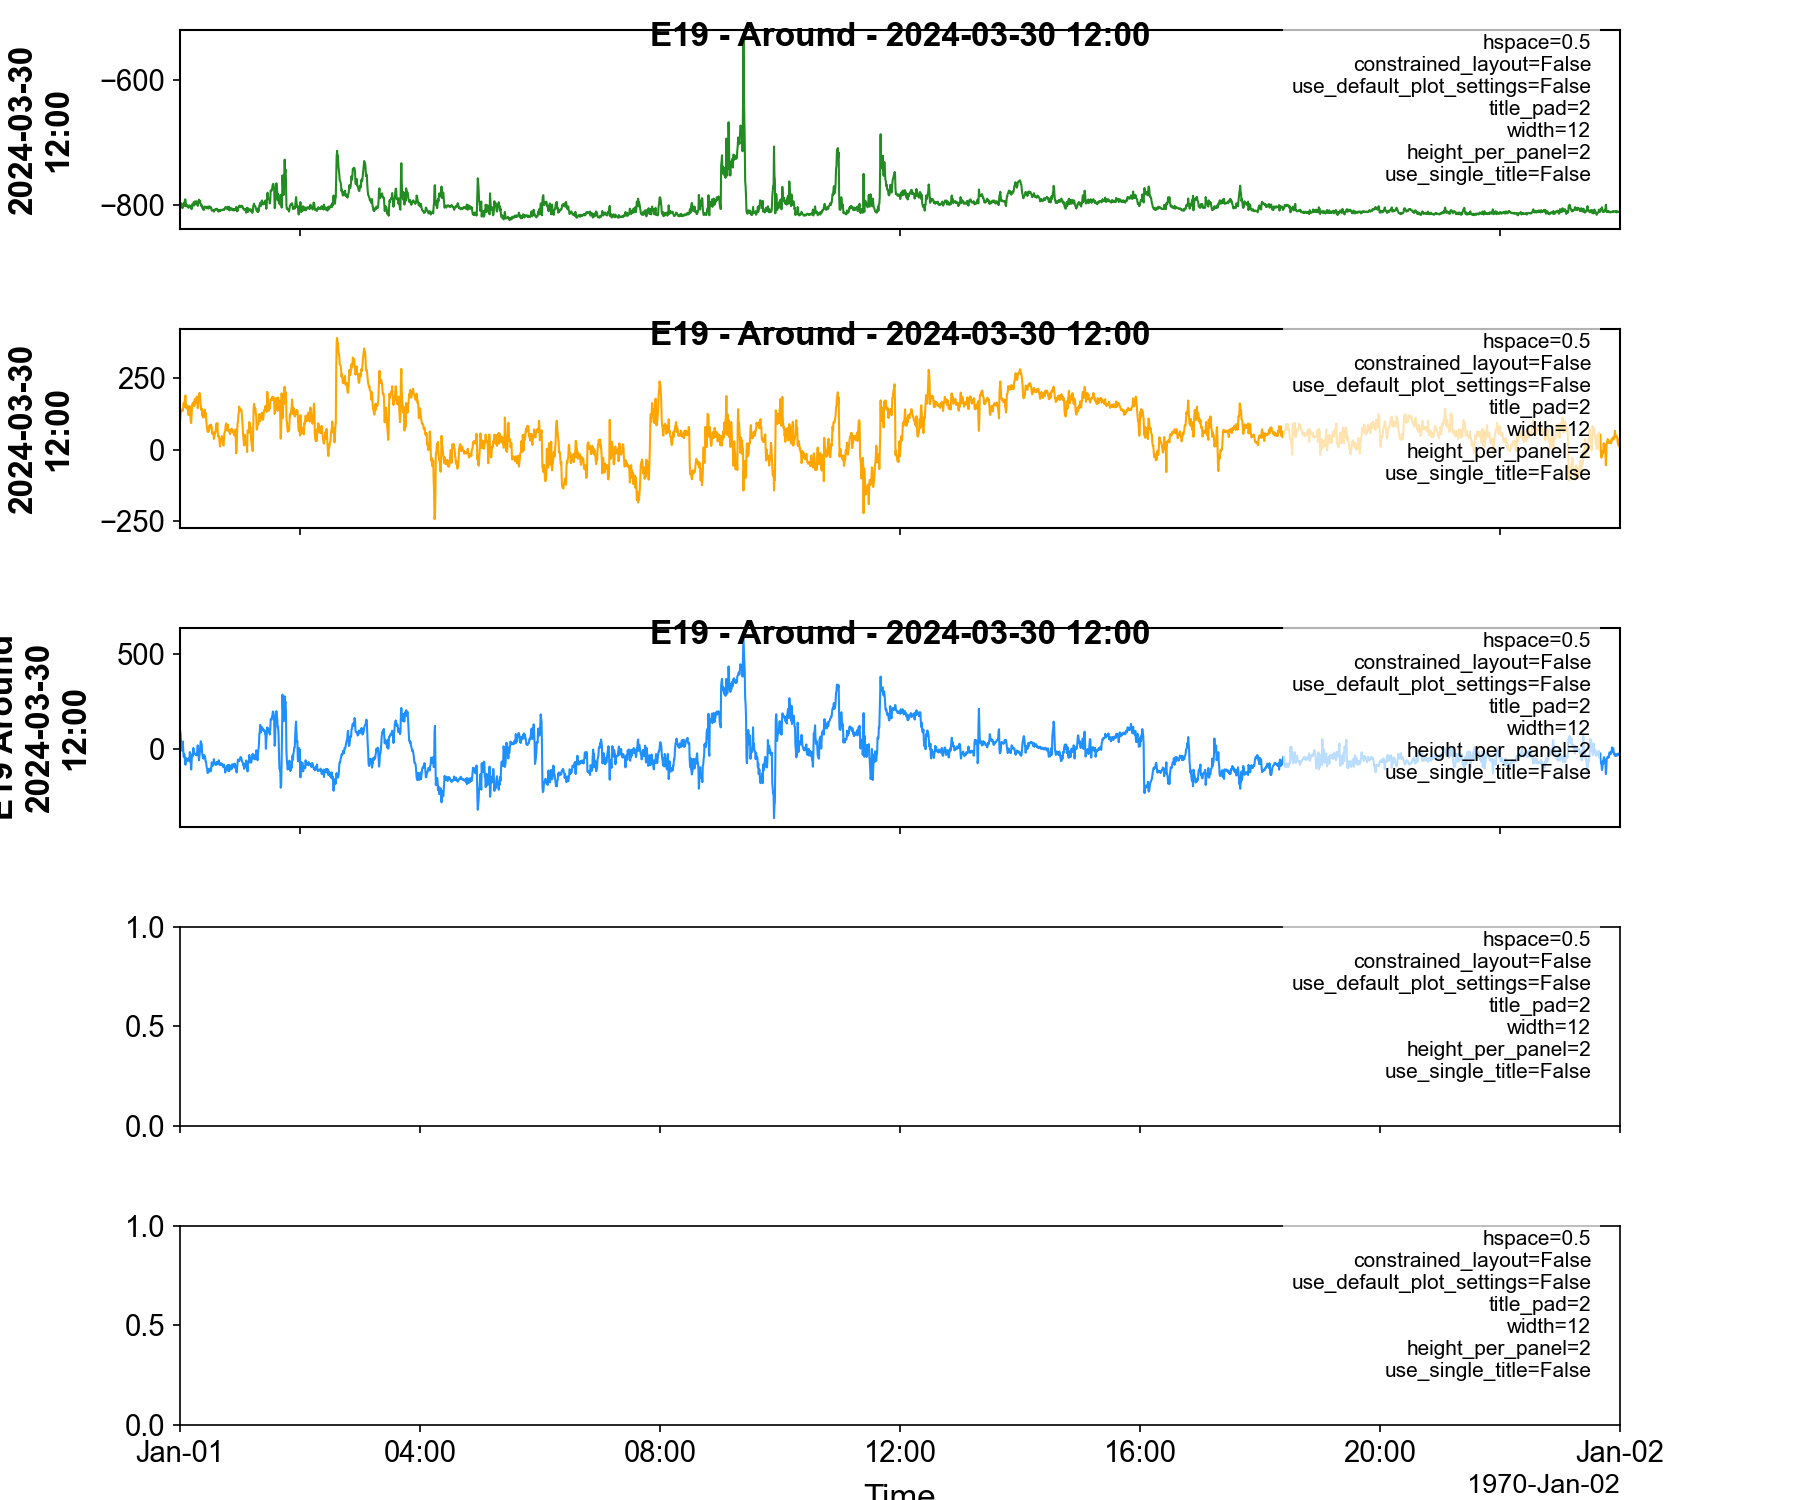 E19 - Around - 2024-03-30 12:00
2024-03-30
12:00
−600
−800
hspace=0.5
constrained_layout=False
use_default_plot_settings=False
title_pad=2
width=12
height_per_panel=2
use_single_title=False
E19 - Around - 2024-03-30 12:00
2024-03-30
12:00
250
0
−250
hspace=0.5
constrained_layout=False
use_default_plot_settings=False
title_pad=2
width=12
height_per_panel=2
use_single_title=False
E19 - Around - 2024-03-30 12:00
E19 Around
2024-03-30
12:00
500
0
hspace=0.5
constrained_layout=False
use_default_plot_settings=False
title_pad=2
width=12
height_per_panel=2
use_single_title=False
1.0
0.5
0.0
hspace=0.5
constrained_layout=False
use_default_plot_settings=False
title_pad=2
width=12
height_per_panel=2
use_single_title=False
1.0
0.5
0.0
hspace=0.5
constrained_layout=False
use_default_plot_settings=False
title_pad=2
width=12
height_per_panel=2
use_single_title=False
Jan-01 04:00 08:00 12:00 16:00 20:00 Jan-02
1970-Jan-02
Time